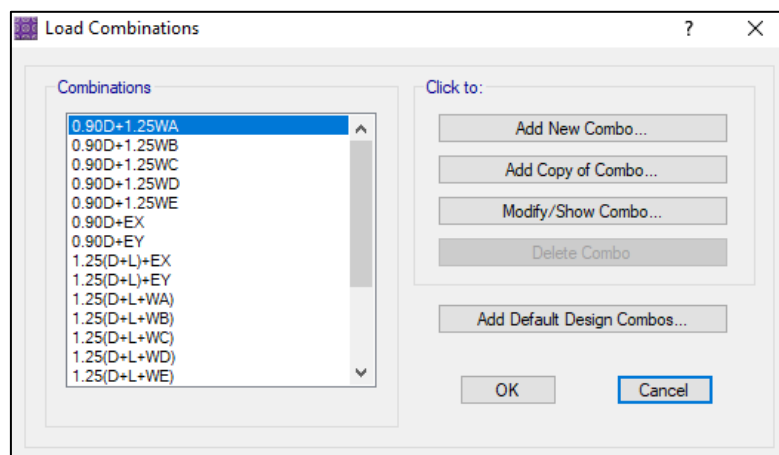 Load Combinations
?
Combinations
0.90D+1.25WA
0.90D+1.25WB
0.90D+1.25WC
0.90D+1.25WD
0.90D+1.25WE
0.90D+EX
0.90D+EY
1.25(D+L)+EX
1.25(D+L)+EY
1.25(D+L+WA)
1.25(D+L+WB)
1.25(D+L+WC)
1.25(D+L+WD)
1.25(D+L+WE)
Click to:
Add New Combo...
Add Copy of Combo...
Modify/Show Combo...
Delete Combo
Add Default Design Combos...
OK
Cancel